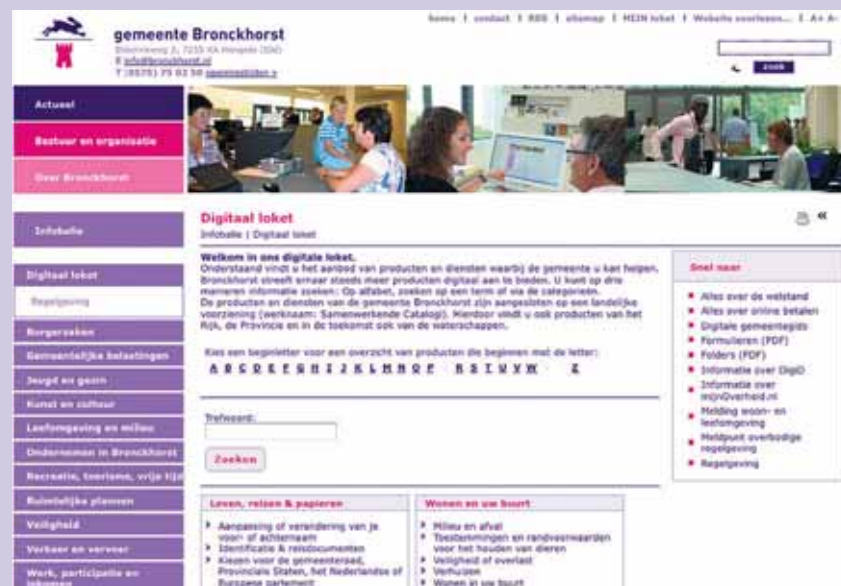 home | contact | RSS | sitemap | MIJN loket | Website voorlezen... | A+ A-
gemeente Bronckhorst
E info@bronckhorst.nl
T (0575) 75 02 50 openingstijden >
zoek
Actueel
Bestuur en organisatie
Over Bronckhorst
Infobalie
Digitaal loket
Regelgeving
Burgerzaken
Gemeentelijke belastingen
Jeugd en gezin
Kunst en cultuur
Leefomgeving en milieu
Ondernemen in Bronckhorst
Recreatie, toerisme, vrije tijd
Ruimtelijke plannen
Veiligheid
Verkeer en vervoer
Werk, participatie en
inkomen
Digitaal loket
Infobalie | Digitaal loket
Welkom in ons digitale loket.
Onderstaand vindt u het aanbod van producten en diensten waarbij de gemeente u kan helpen.
Bronckhorst streeft ernaar steeds meer producten digitaal aan te bieden. U kunt op drie
manieren informatie zoeken: Op alfabet, zoeken op een term of via de categorieën.
De producten en diensten van de gemeente Bronckhorst zijn aangesloten op een landelijke
voorziening (werknaam: Samenwerkende Catalogi). Hierdoor vindt u ook producten van het
Rijk, de Provincie en in de toekomst ook van de waterschappen.
Kies een beginletter voor een overzicht van producten die beginnen met de letter:
A B C D E F G H I J K L M N O P R S T U V W Z
Trefwoord:
Zoeken
Leven, reizen & papieren
Aanpassing of verandering van je
voor- of achternaam
Identificatie & reisdocumenten
Kiezen voor de gemeenteraad,
Provinciale Staten, het Nederlandse of
Europese parlement
Wonen en uw buurt
Milieu en afval
Toestemmingen en randvoorwaarden
voor het houden van dieren
Veiligheid of overlast
Verhuizen
Wonen in uw buurt
Snel naar
Alles over de welstand
Alles over online betalen
Digitale gemeentegids
Formulieren (PDF)
Folders (PDF)
Informatie over DigiD
Informatie over
mijnOverheid.nl
Melding woon- en
leefomgeving
Meldpunt overbodige
regelgeving
Regelgeving